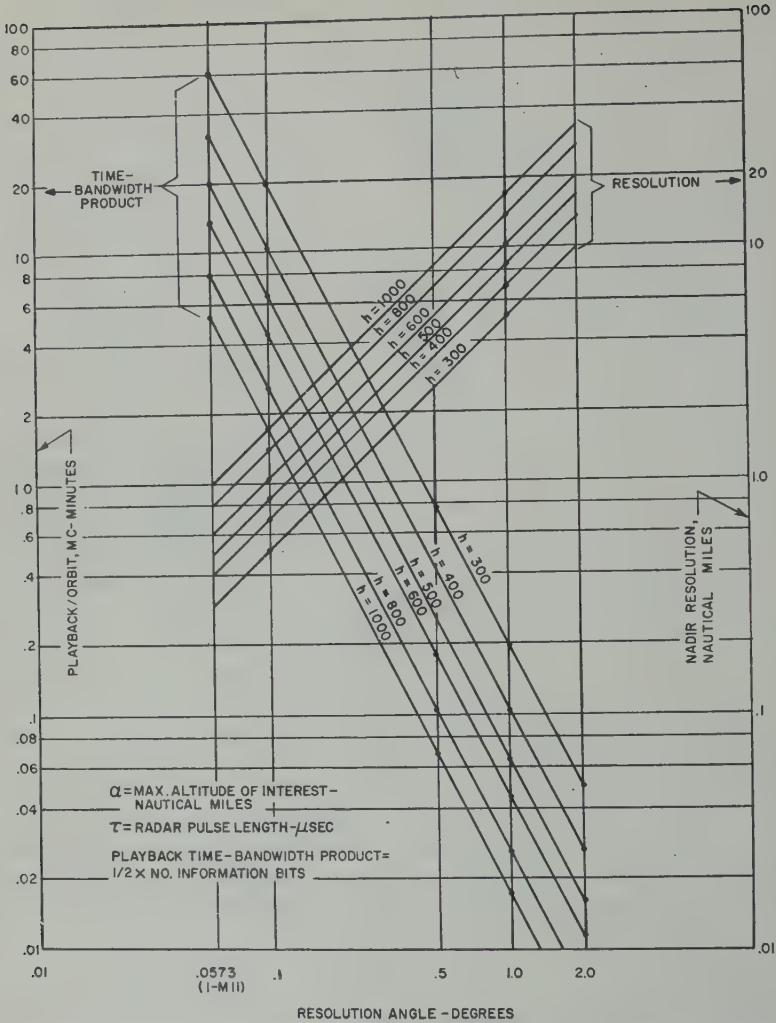 100
80
60
40
20
10
8
6
4
2
1.0
0.8
.6
.4
.2
.1
.08
.06
.04
.02
.01
100
20
10
1.0
.1
.01
TIME-
BANDWIDTH
PRODUCT
RESOLUTION
h = 1000
h = 800
h = 600
500
h = 400
h = 300
h = 300
h = 400
h = 500
h = 600
h = 800
h = 1000
PLAYBACK/ORBIT, MC-MINUTES
NADIR RESOLUTION,
NAUTICAL MILES
α = MAX. ALTITUDE OF INTEREST-
NAUTICAL MILES
τ = RADAR PULSE LENGTH-μSEC
PLAYBACK TIME-BANDWIDTH PRODUCT=
1/2 x NO. INFORMATION BITS
.01
.0573
(1-MIl)
.1
.5
1.0
2.0
RESOLUTION ANGLE - DEGREES